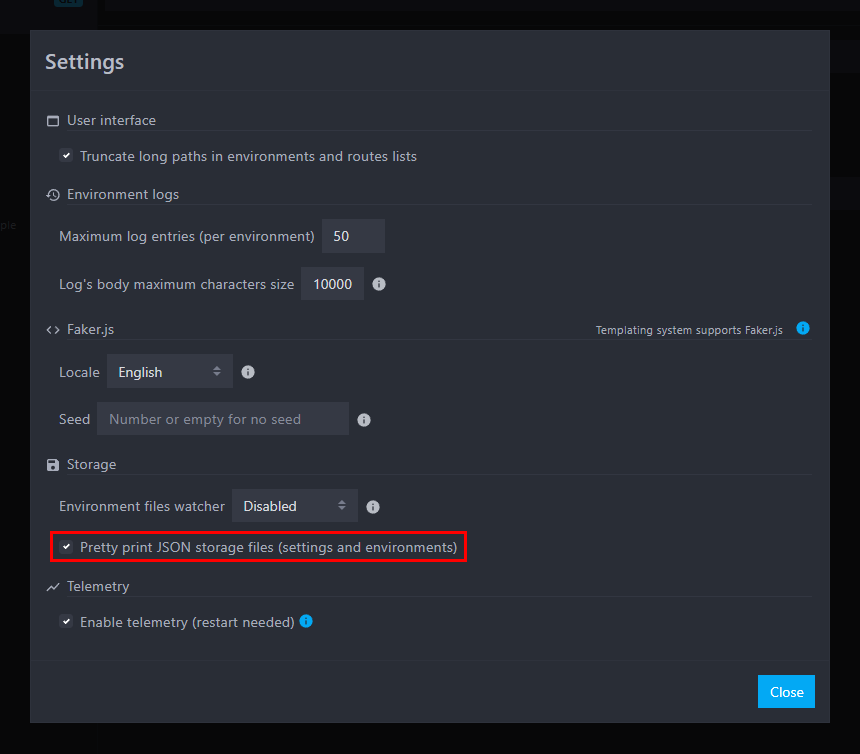 Settings
User interface
Truncate long paths in environments and routes lists
Environment logs
Maximum log entries (per environment) 50
Log's body maximum characters size 10000
Faker.js Templating system supports Faker.js
Locale English
Seed Number or empty for no seed
Storage
Environment files watcher Disabled
Pretty print JSON storage files (settings and environments)
Telemetry
Enable telemetry (restart needed)
Close